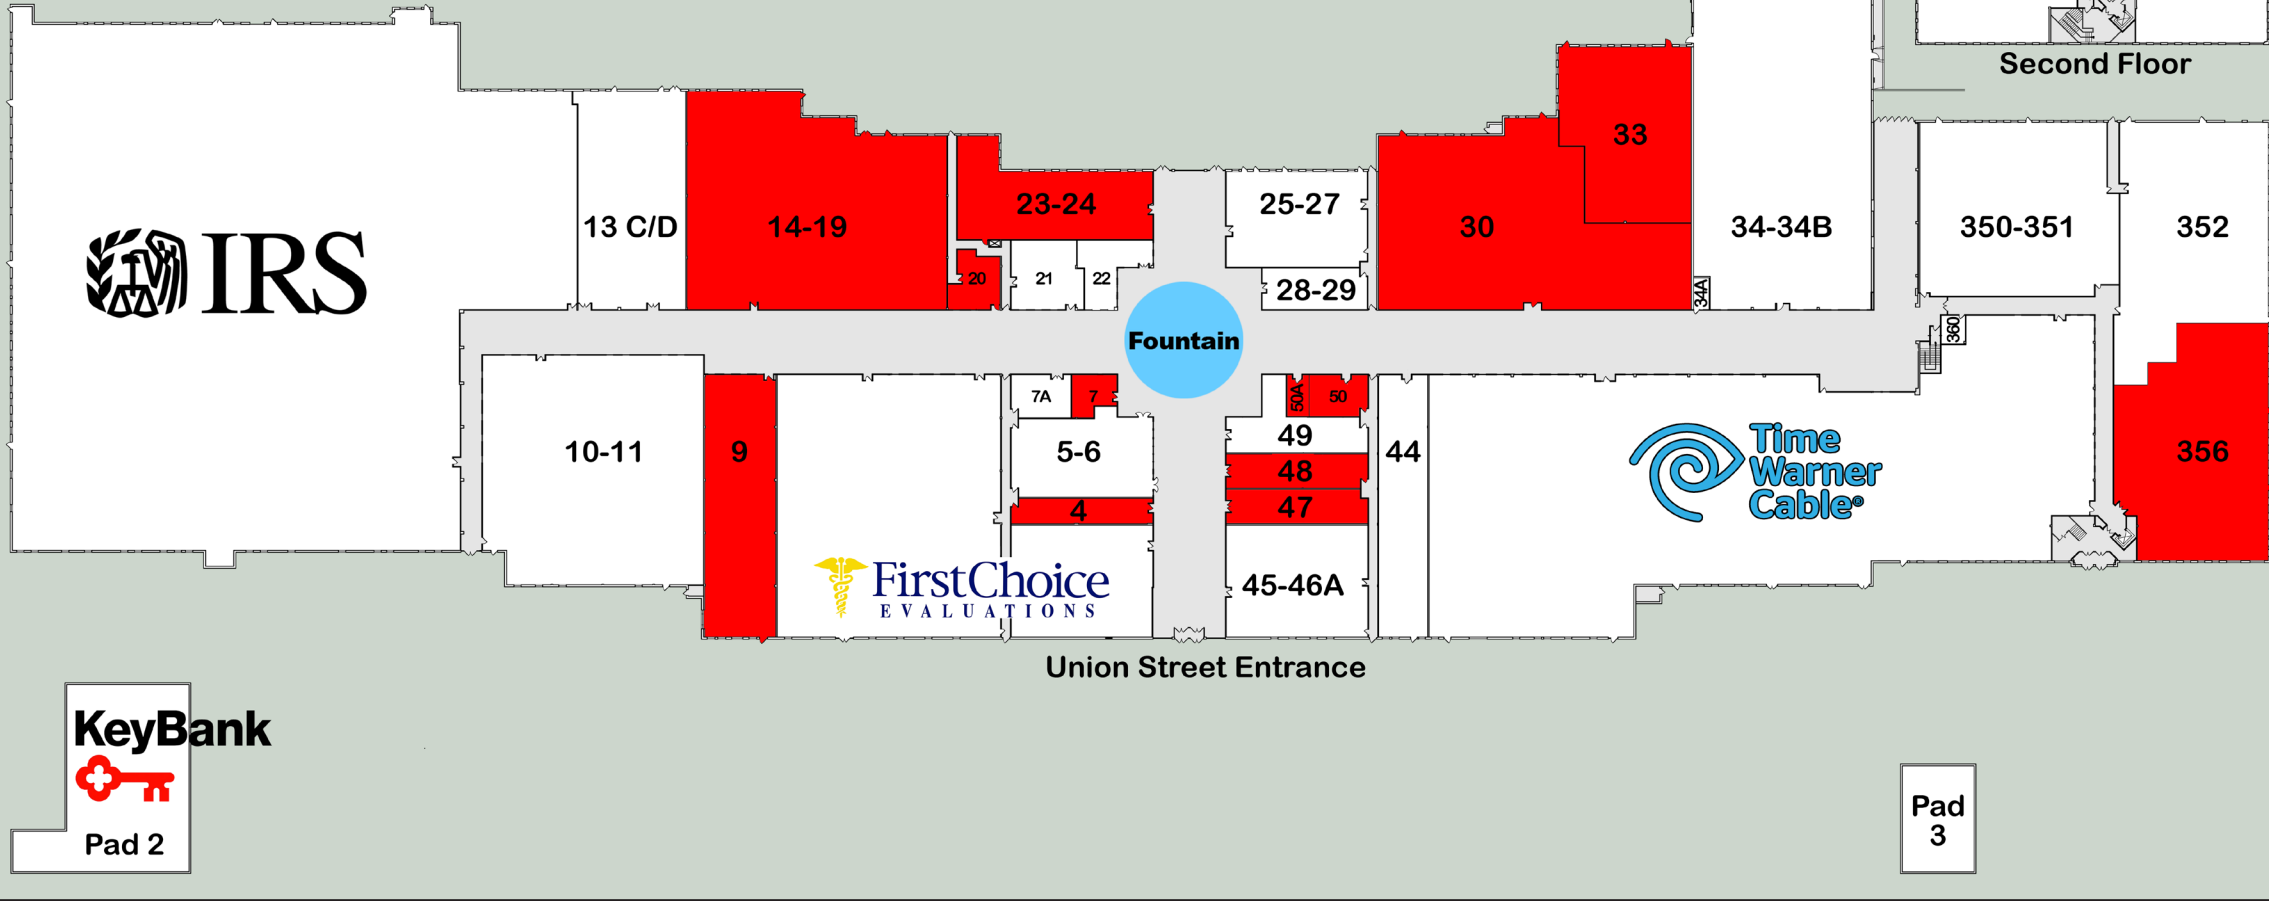 Second Floor
IRS
13 C/D
14-19
23-24
20
21
22
25-27
28-29
30
33
34-34B
34A
350-351
352
360
Fountain
10-11
9
7A
7
5-6
4
FirstChoice
EVALUATIONS
50A
50
49
48
47
45-46A
44
Time
Warner
Cable®
356
Union Street Entrance
KeyBank
Pad 2
Pad
3